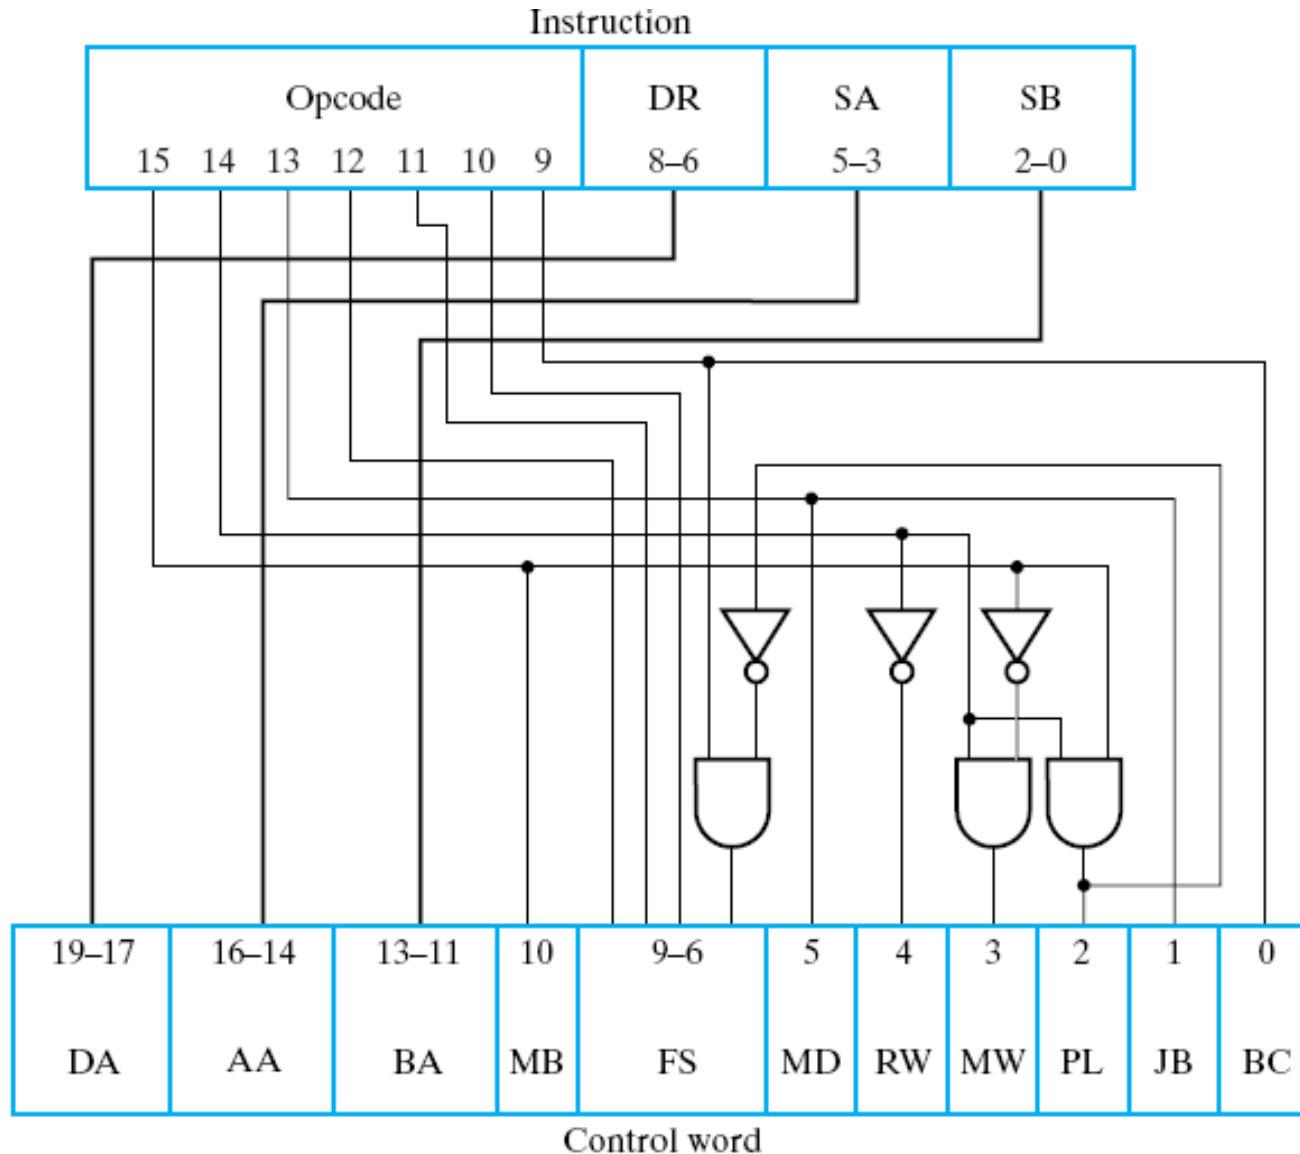 Instruction
Opcode DR SA SB
15 14 13 12 11 10 9 8–6 5–3 2–0
19–17 16–14 13–11 10 9–6 5 4 3 2 1 0
DA AA BA MB FS MD RW MW PL JB BC
Control word